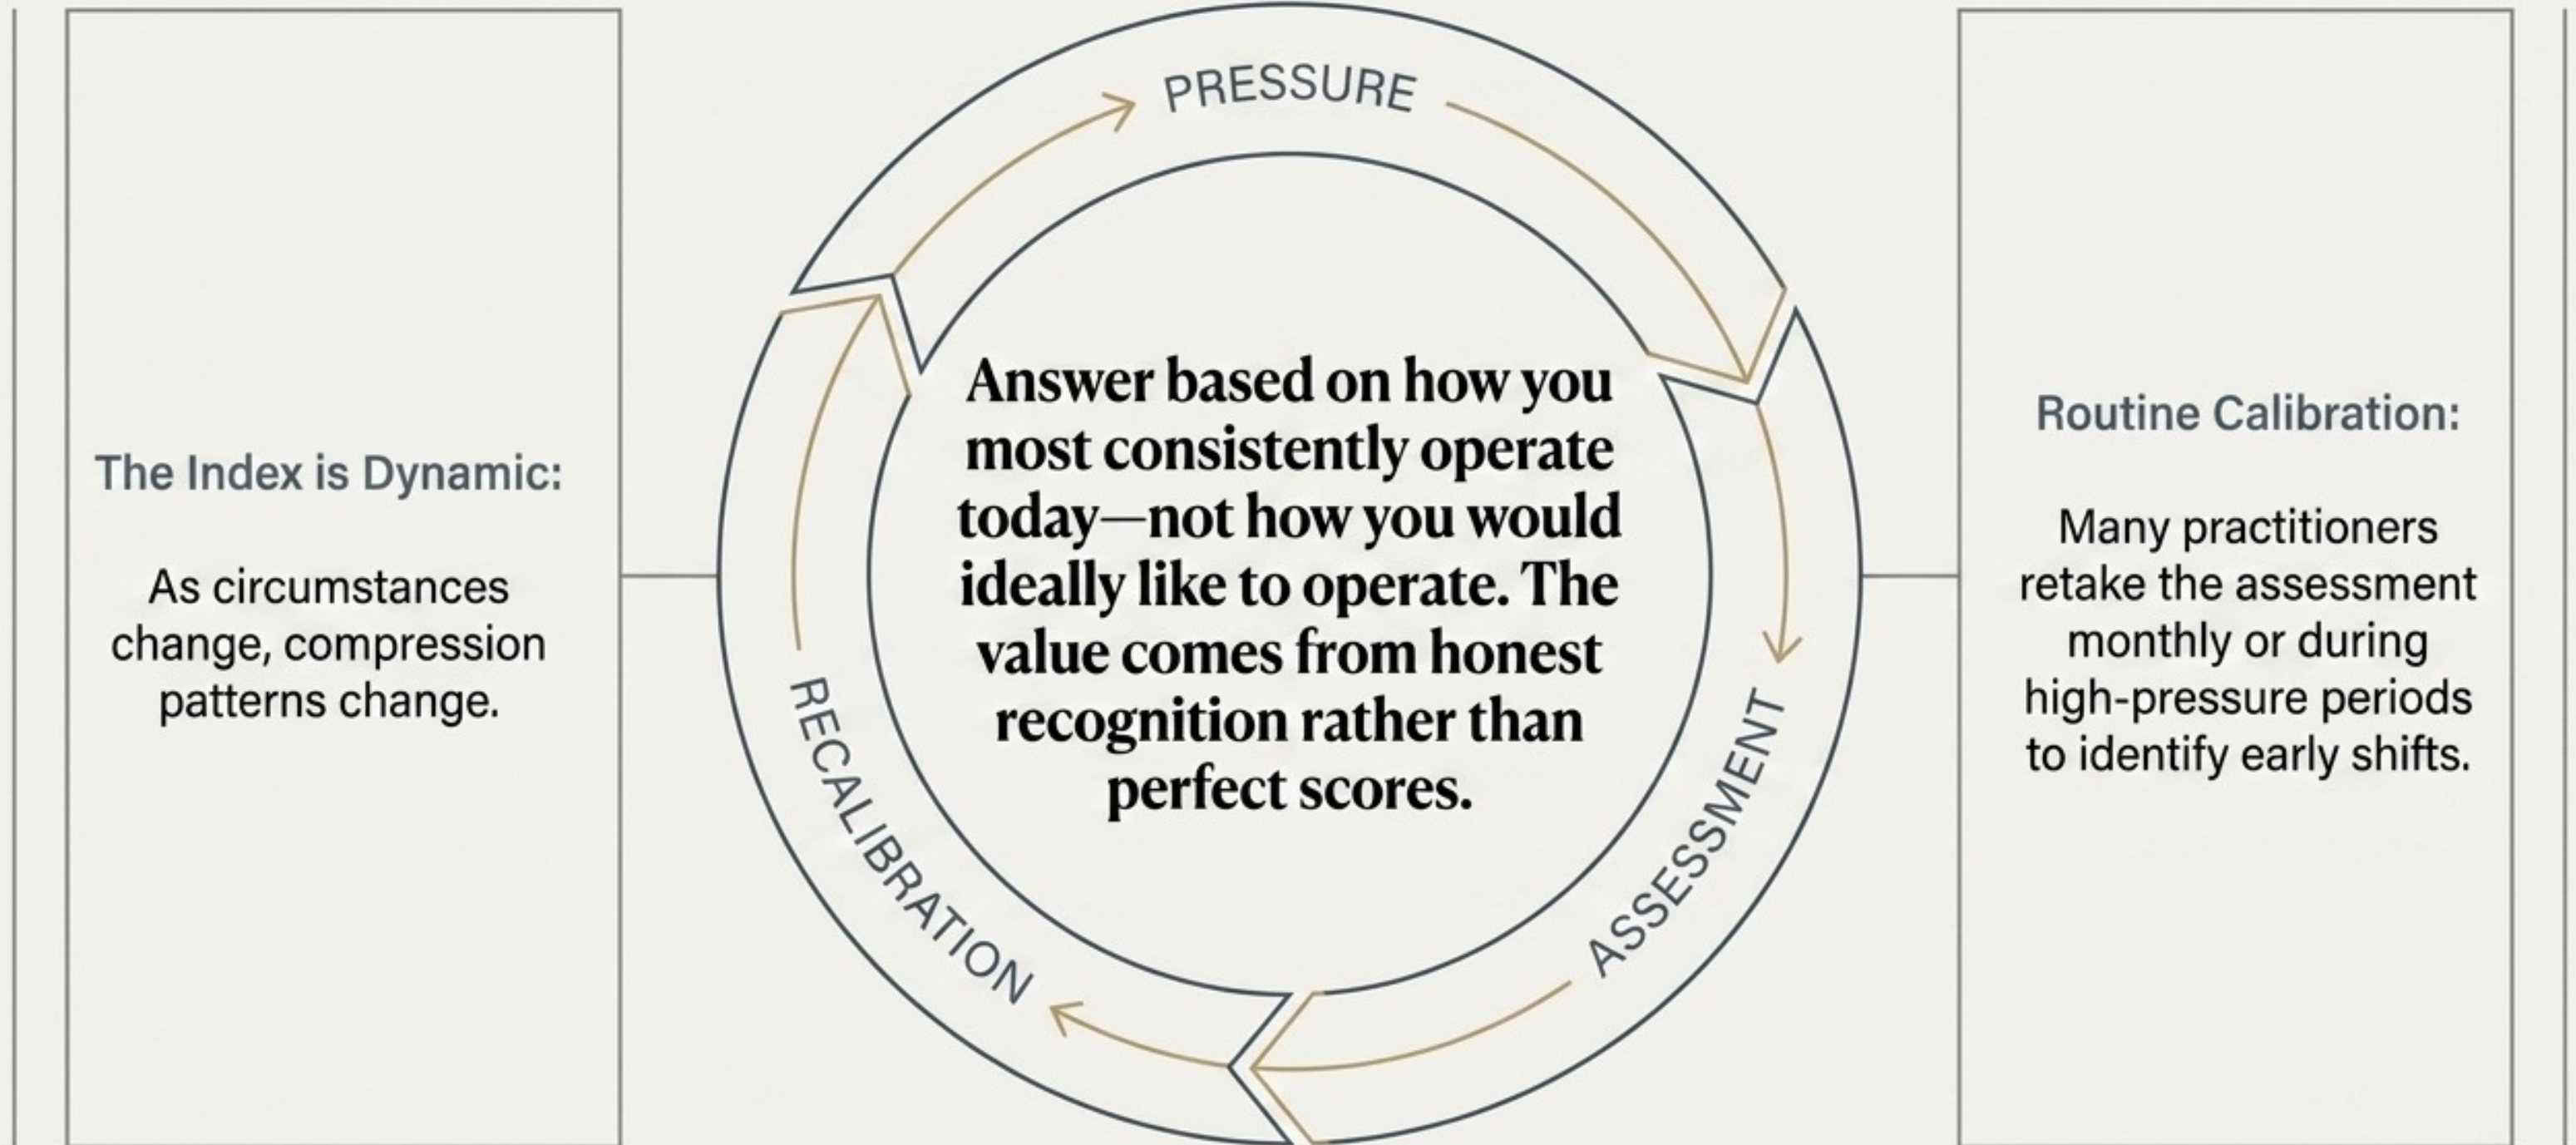 The Index is Dynamic:
As circumstances
change, compression
patterns change.
PRESSURE
ASSESSMENT
RECALIBRATION
Answer based on how you
most consistently operate
today—not how you would
ideally like to operate. The
value comes from honest
recognition rather than
perfect scores.
Routine Calibration:
Many practitioners
retake the assessment
monthly or during
high-pressure periods
to identify early shifts.